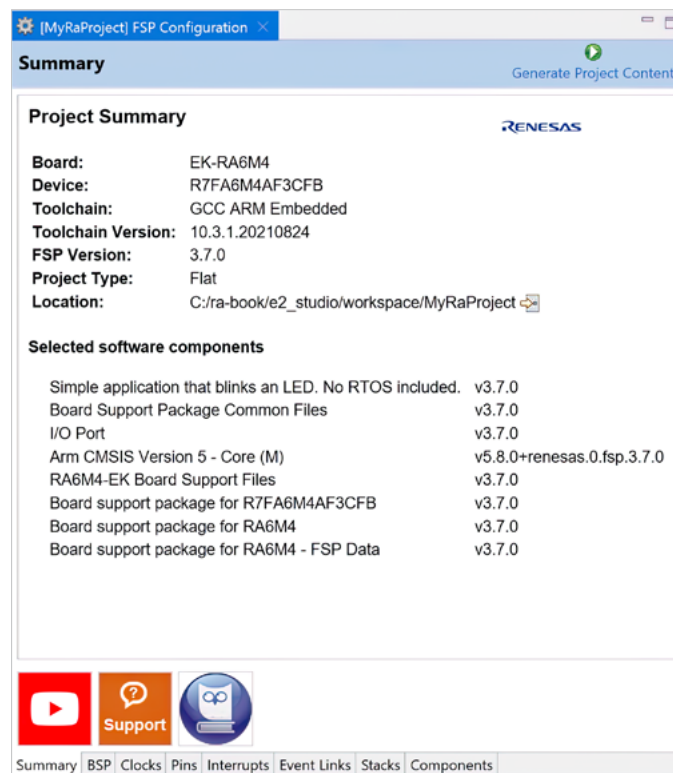 [MyRaProject] FSP Configuration
Summary
Generate Project Content
Project Summary
RENESAS
Board: EK-RA6M4
Device: R7FA6M4AF3CFB
Toolchain: GCC ARM Embedded
Toolchain Version: 10.3.1.20210824
FSP Version: 3.7.0
Project Type: Flat
Location: C:/ra-book/e2_studio/workspace/MyRaProject
Selected software components
Simple application that blinks an LED. No RTOS included. v3.7.0
Board Support Package Common Files v3.7.0
I/O Port v3.7.0
Arm CMSIS Version 5 - Core (M) v5.8.0+renesas.0.fsp.3.7.0
RA6M4-EK Board Support Files v3.7.0
Board support package for R7FA6M4AF3CFB v3.7.0
Board support package for RA6M4 v3.7.0
Board support package for RA6M4 - FSP Data v3.7.0
Support
Summary BSP Clocks Pins Interrupts Event Links Stacks Components